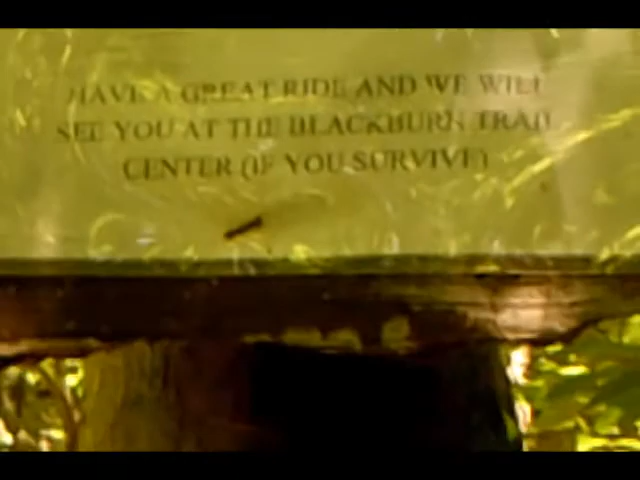 HAVE A GREAT RIDE AND WE WILL
SEE YOU AT THE BLACKBURN TRAIL
CENTER (IF YOU SURVIVE)